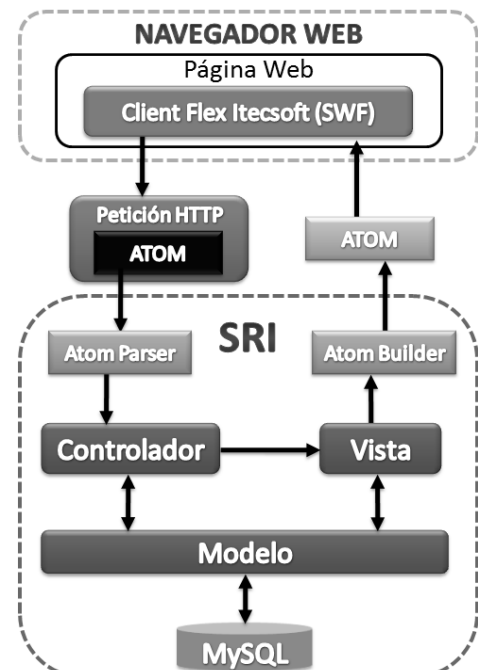 NAVEGADOR WEB
Página Web
Client Flex Itecsoft (SWF)
Petición HTTP
ATOM
ATOM
SRI
Atom Parser
Atom Builder
Controlador
Vista
Modelo
MySQL